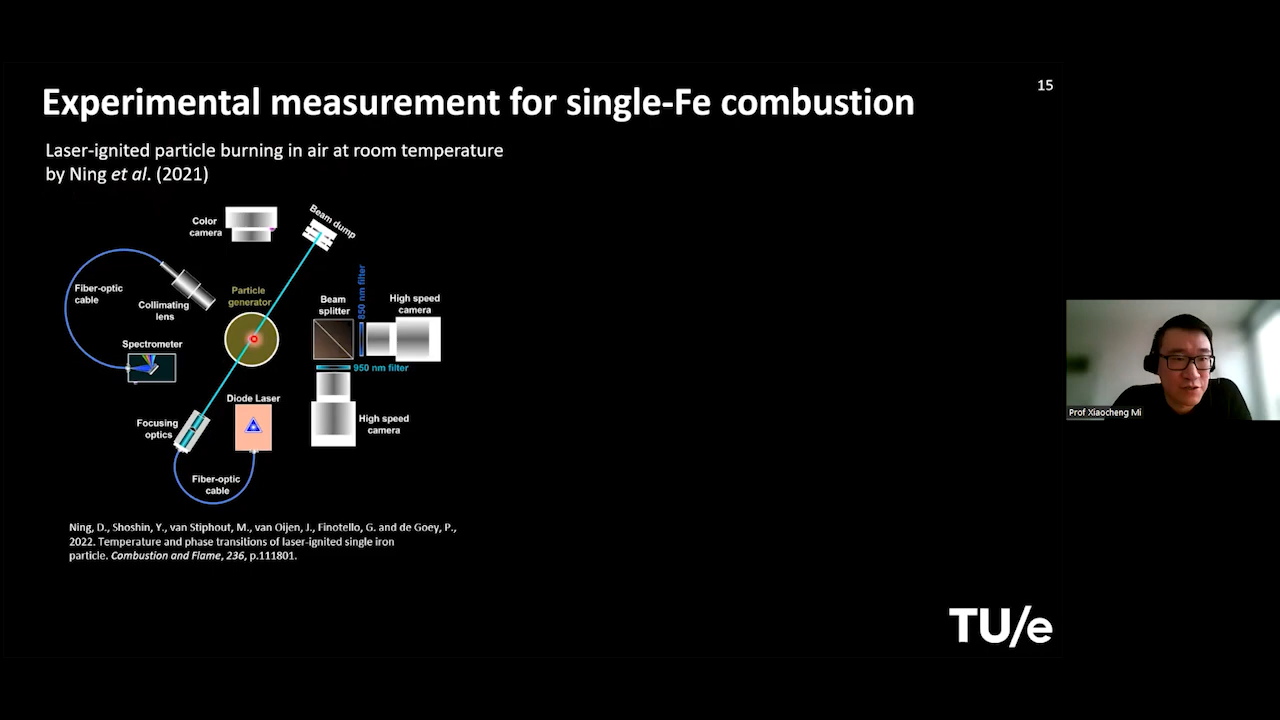 Experimental measurement for single-Fe combustion
15
Laser-ignited particle burning in air at room temperature
by Ning et al. (2021)
Color
camera
Beam dump
Fiber-optic
cable
Collimating
lens
Particle
generator
Beam
splitter
850 nm filter
High speed
camera
Spectrometer
950 nm filter
Diode Laser
Focusing
optics
High speed
camera
Fiber-optic
cable
Ning, D., Shoshin, Y., van Stiphout, M., van Oijen, J., Finotello, G. and de Goey, P.,
2022. Temperature and phase transitions of laser-ignited single iron
particle. Combustion and Flame, 236, p.111801.
TU/e
Prof Xiaocheng Mi